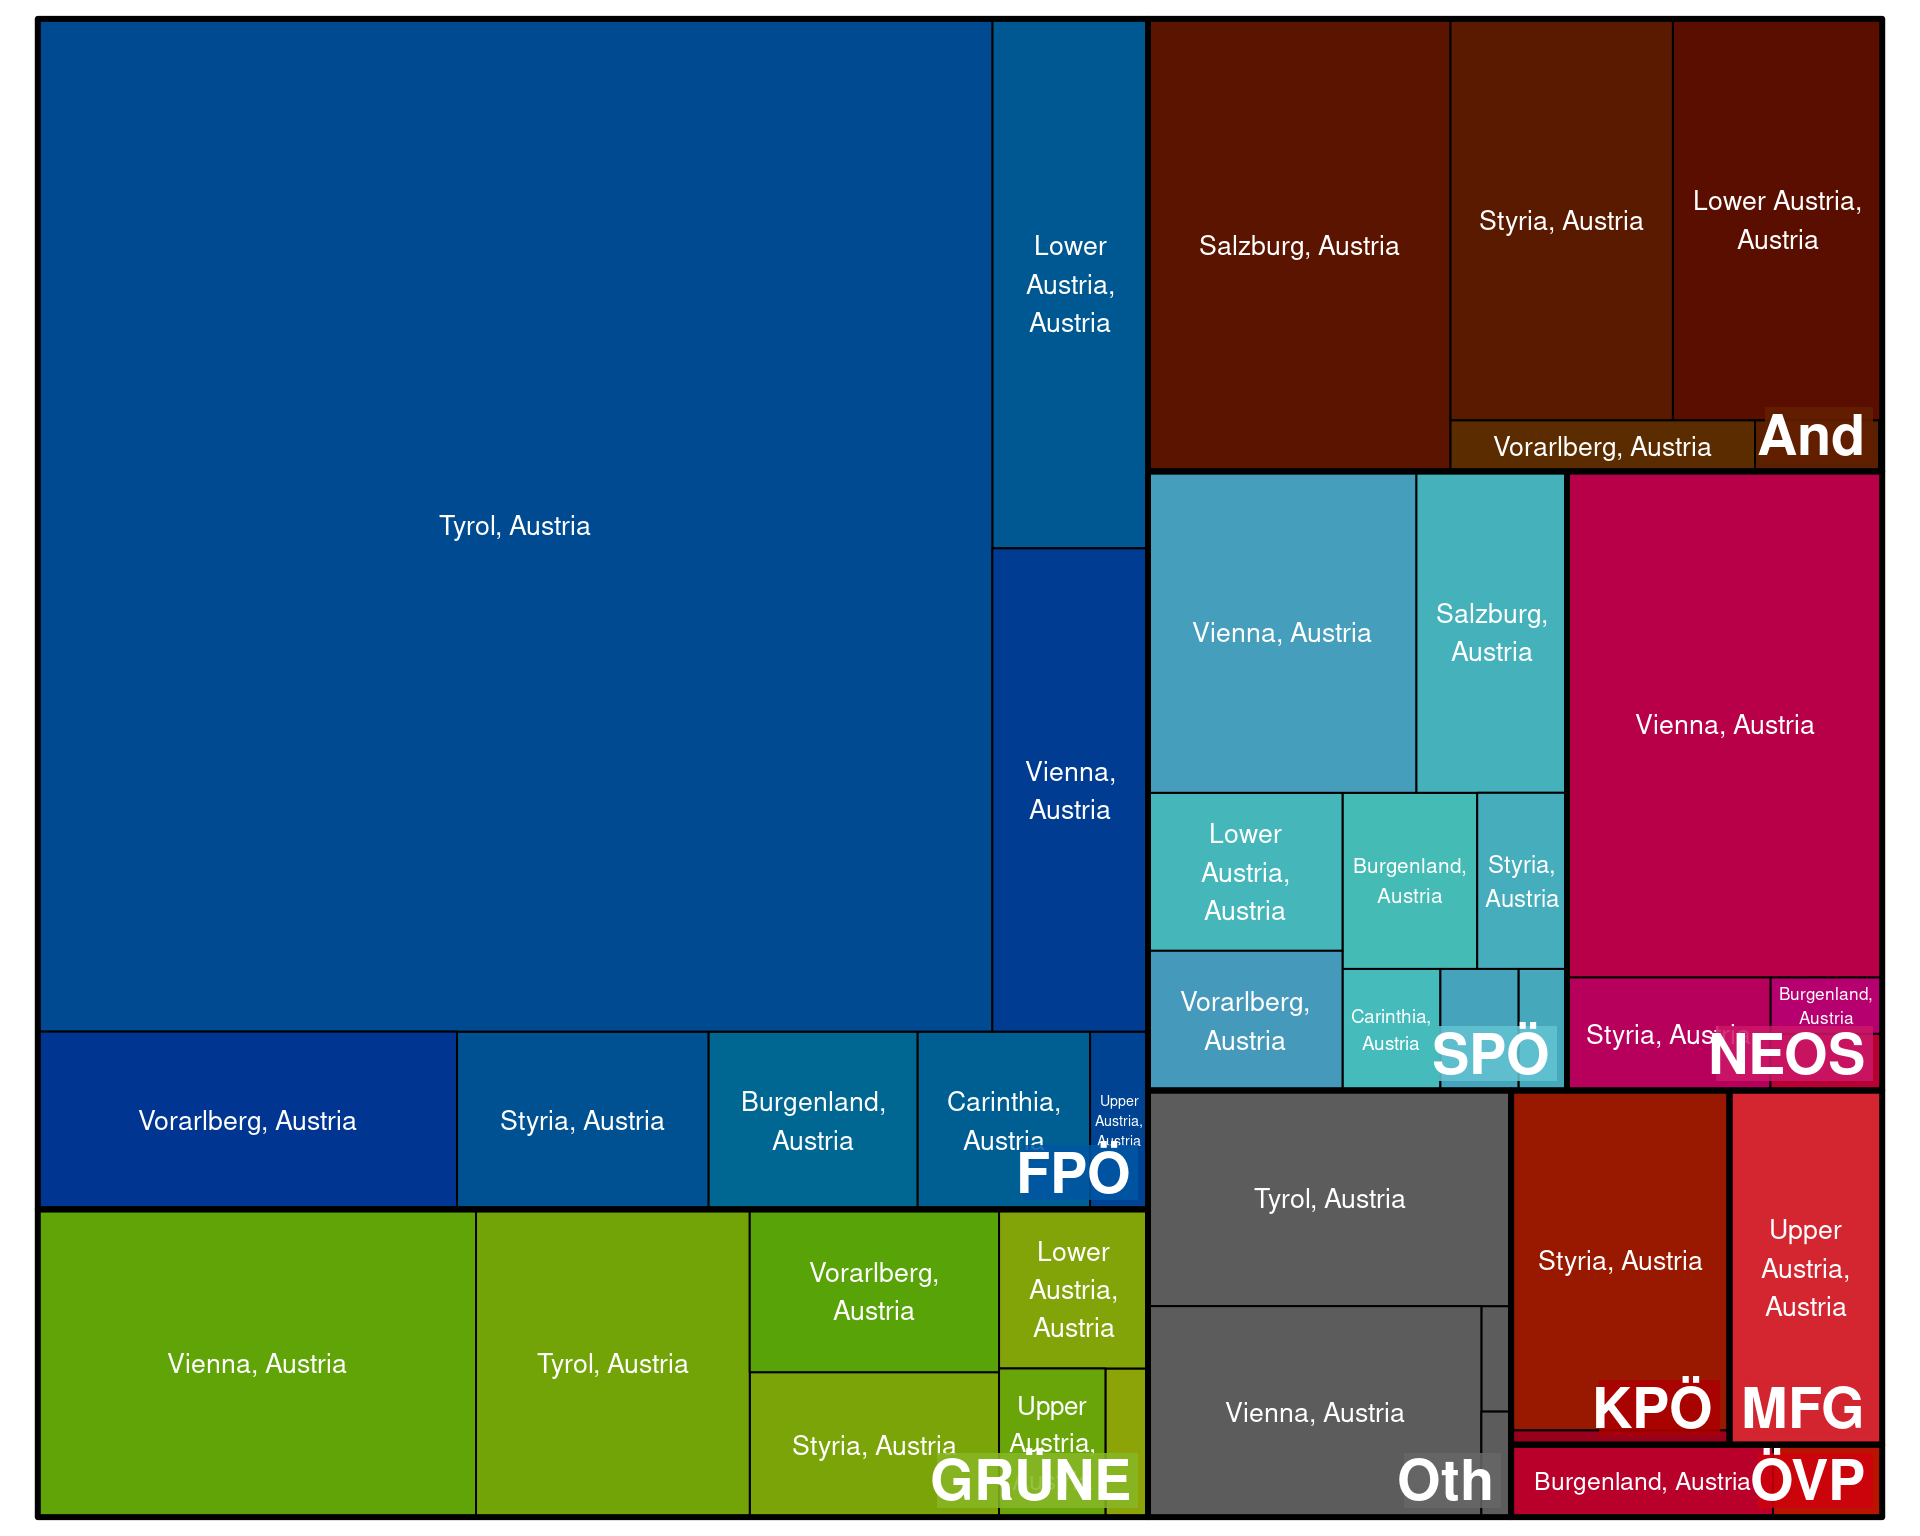 Tyrol, Austria
Lower
Austria,
Austria
Vienna,
Austria
Vorarlberg, Austria
Styria, Austria
Burgenland,
Austria
Carinthia,
Austria
Upper
Austria,
Austria
FPÖ
Vienna, Austria
Tyrol, Austria
Vorarlberg,
Austria
Styria, Austria
Lower
Austria,
Austria
Upper
Austria,
GRÜNE
Salzburg, Austria
Styria, Austria
Lower Austria,
Austria
Vorarlberg, Austria
And
Vienna, Austria
Salzburg,
Austria
Lower
Austria,
Austria
Burgenland,
Austria
Styria,
Austria
Vorarlberg,
Austria
Carinthia,
Austria
SPÖ
Vienna, Austria
Styria, Austria
Burgenland,
Austria
NEOS
Tyrol, Austria
Vienna, Austria
Oth
Styria, Austria
KPÖ
Upper
Austria,
Austria
MFG
Burgenland, Austria
ÖVP